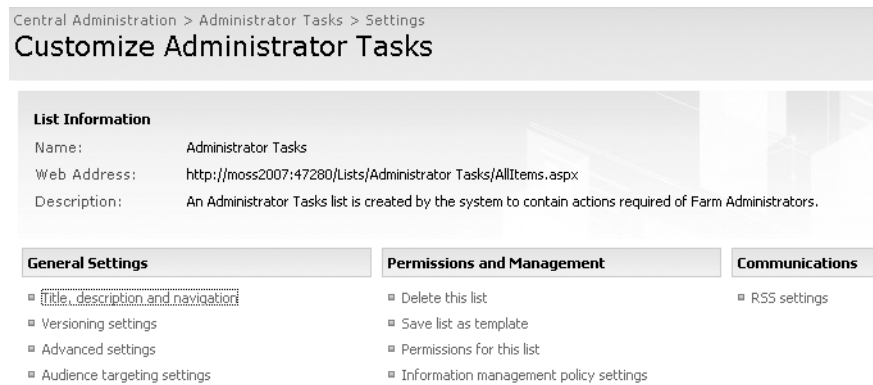 Central Administration > Administrator Tasks > Settings
Customize Administrator Tasks
List Information
Name: Administrator Tasks
Web Address: http://moss2007:47280/Lists/Administrator Tasks/AllItems.aspx
Description: An Administrator Tasks list is created by the system to contain actions required of Farm Administrators.
General Settings
Title, description and navigation
Versioning settings
Advanced settings
Audience targeting settings
Permissions and Management
Delete this list
Save list as template
Permissions for this list
Information management policy settings
Communications
RSS settings